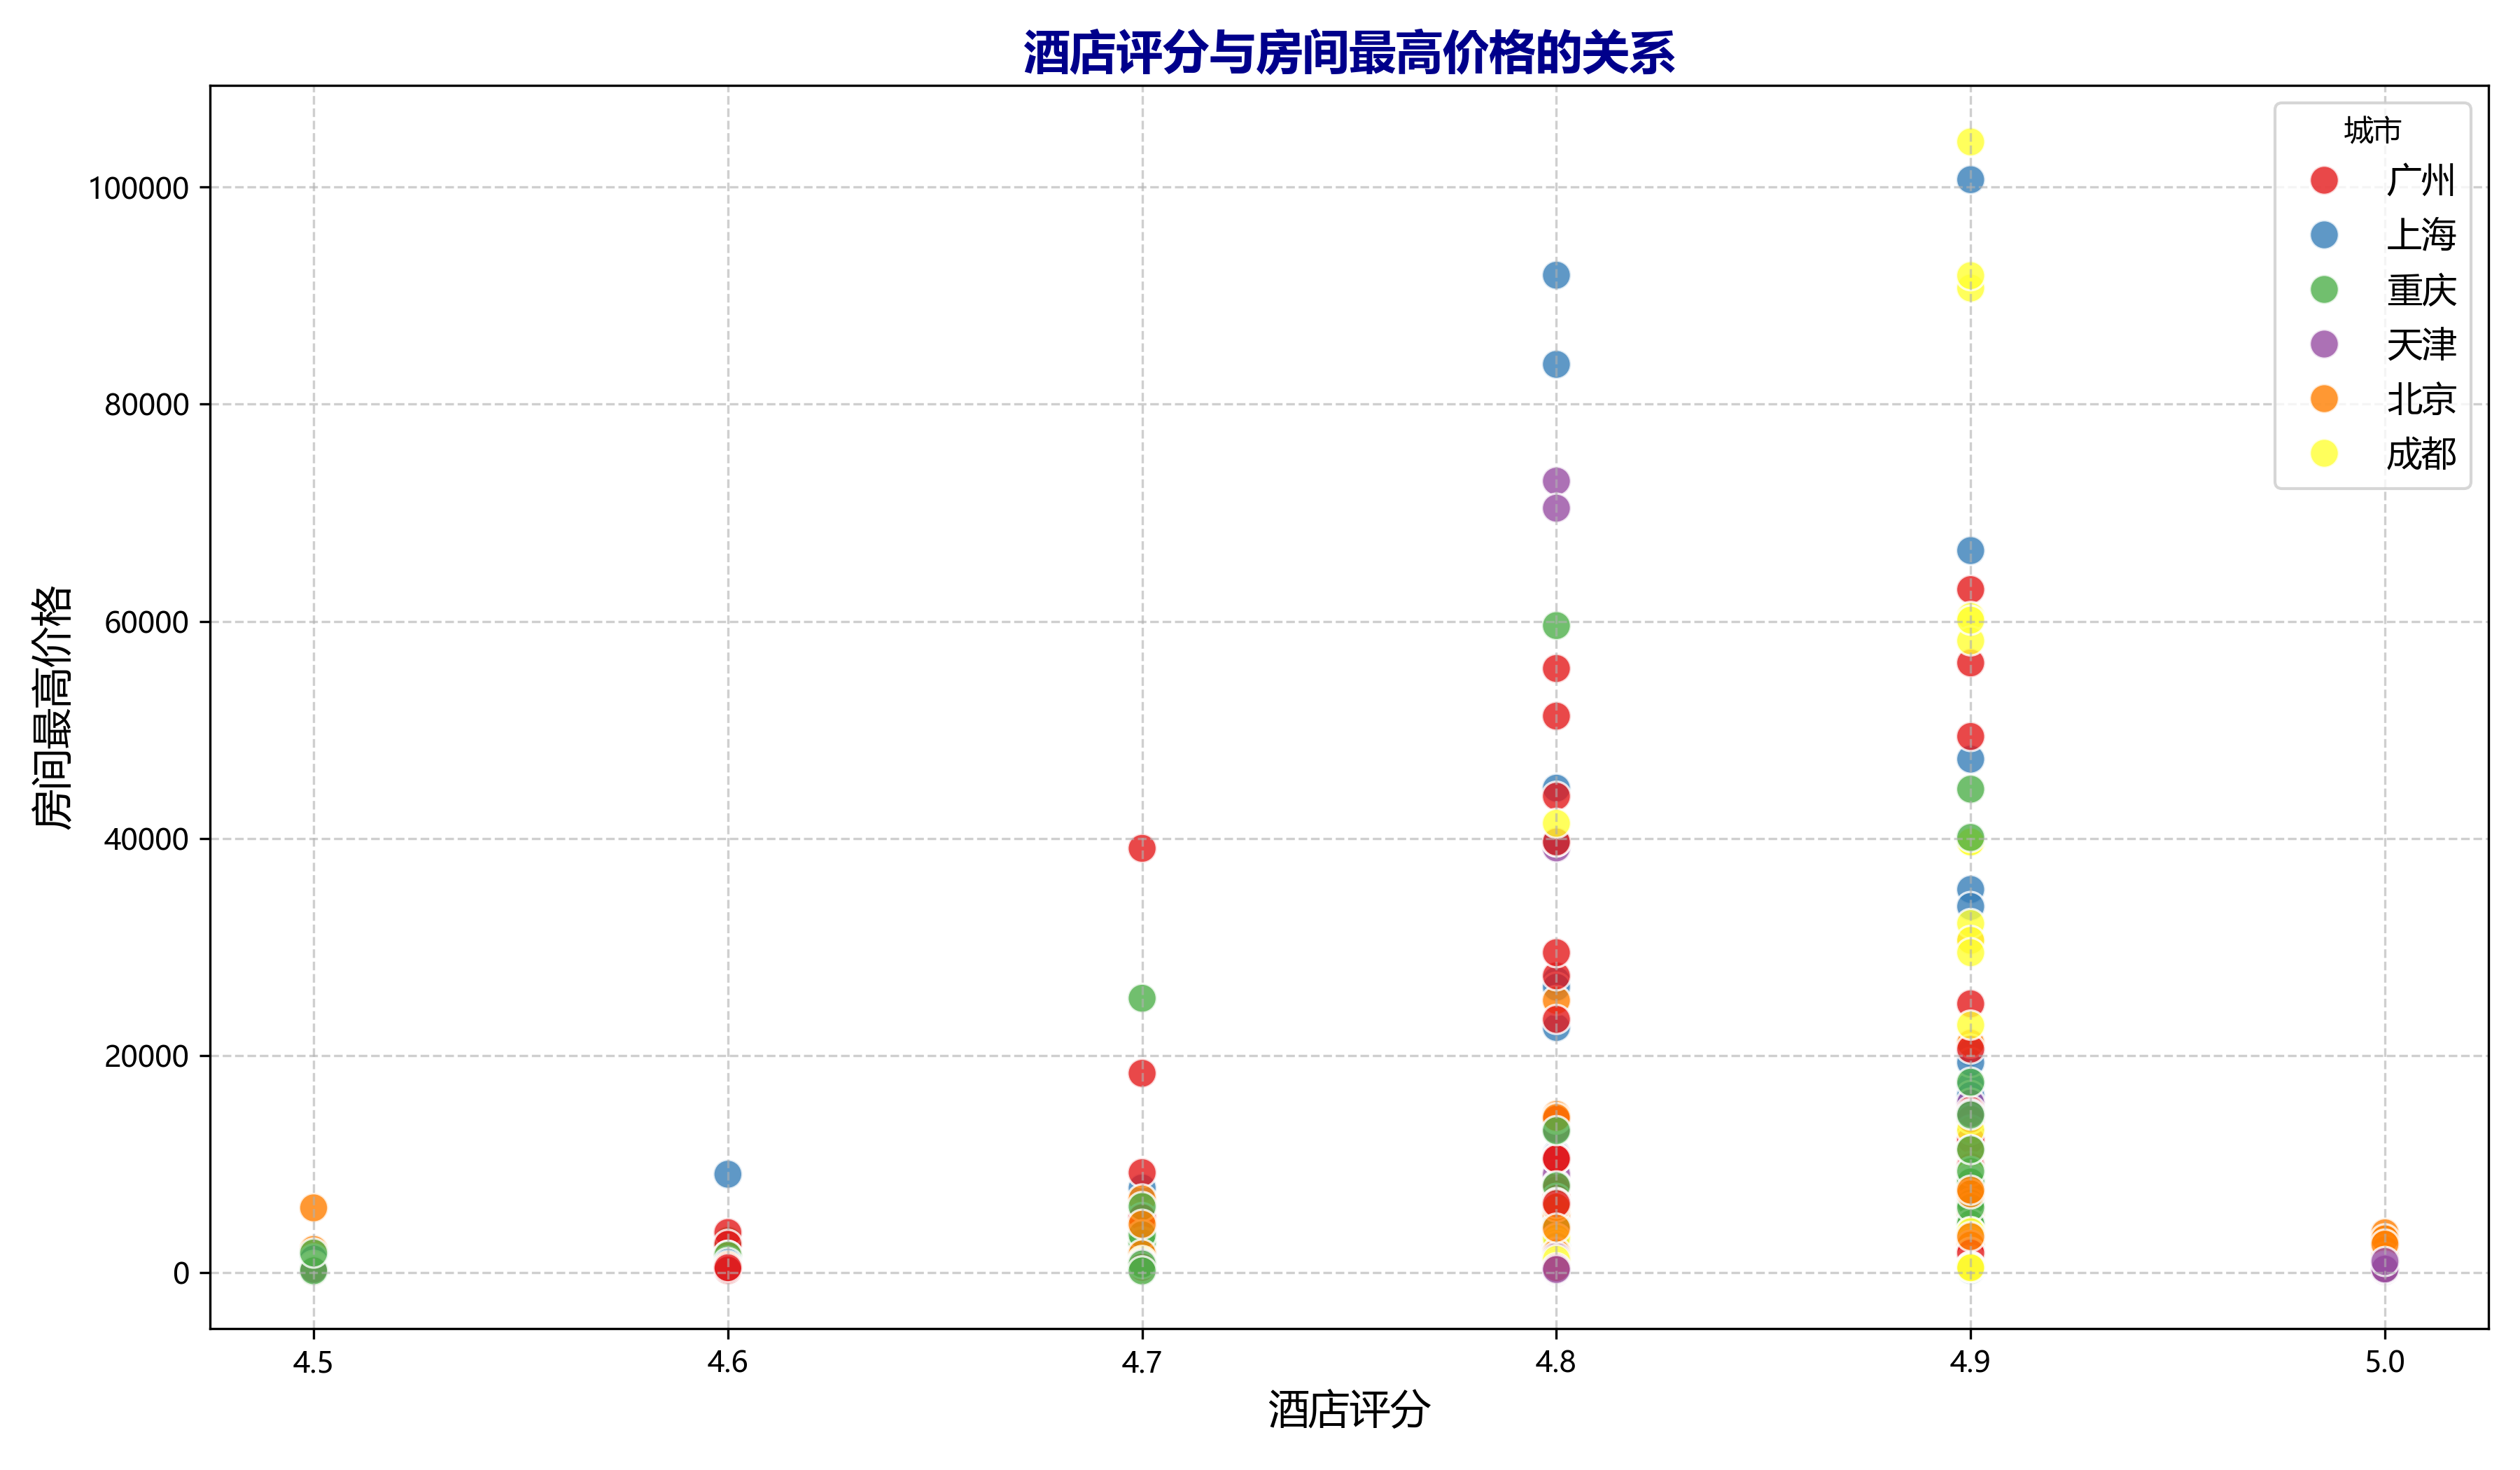 酒店评分与房间最高价格的关系
城市
广州
上海
重庆
天津
北京
成都
房间最高价格
100000
80000
60000
40000
20000
0
4.5 4.6 4.7 4.8 4.9 5.0
酒店评分